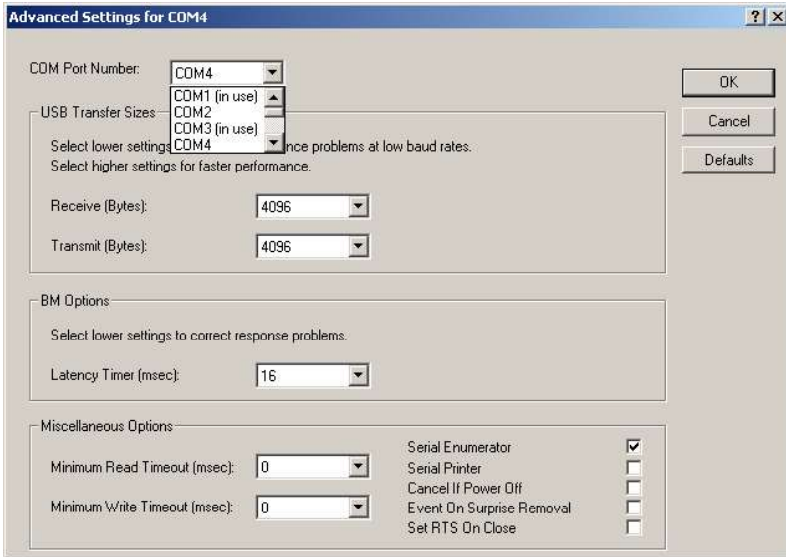 Advanced Settings for COM4
COM Port Number: COM4
COM1 (in use)
COM2
COM3 (in use)
COM4
OK
Cancel
Defaults
USB Transfer Sizes
Select lower settings nce problems at low baud rates.
Select higher settings for faster performance.
Receive (Bytes): 4096
Transmit (Bytes): 4096
BM Options
Select lower settings to correct response problems.
Latency Timer (msec): 16
Miscellaneous Options
Minimum Read Timeout (msec): 0
Minimum Write Timeout (msec): 0
Serial Enumerator
Serial Printer
Cancel If Power Off
Event On Surprise Removal
Set RTS On Close